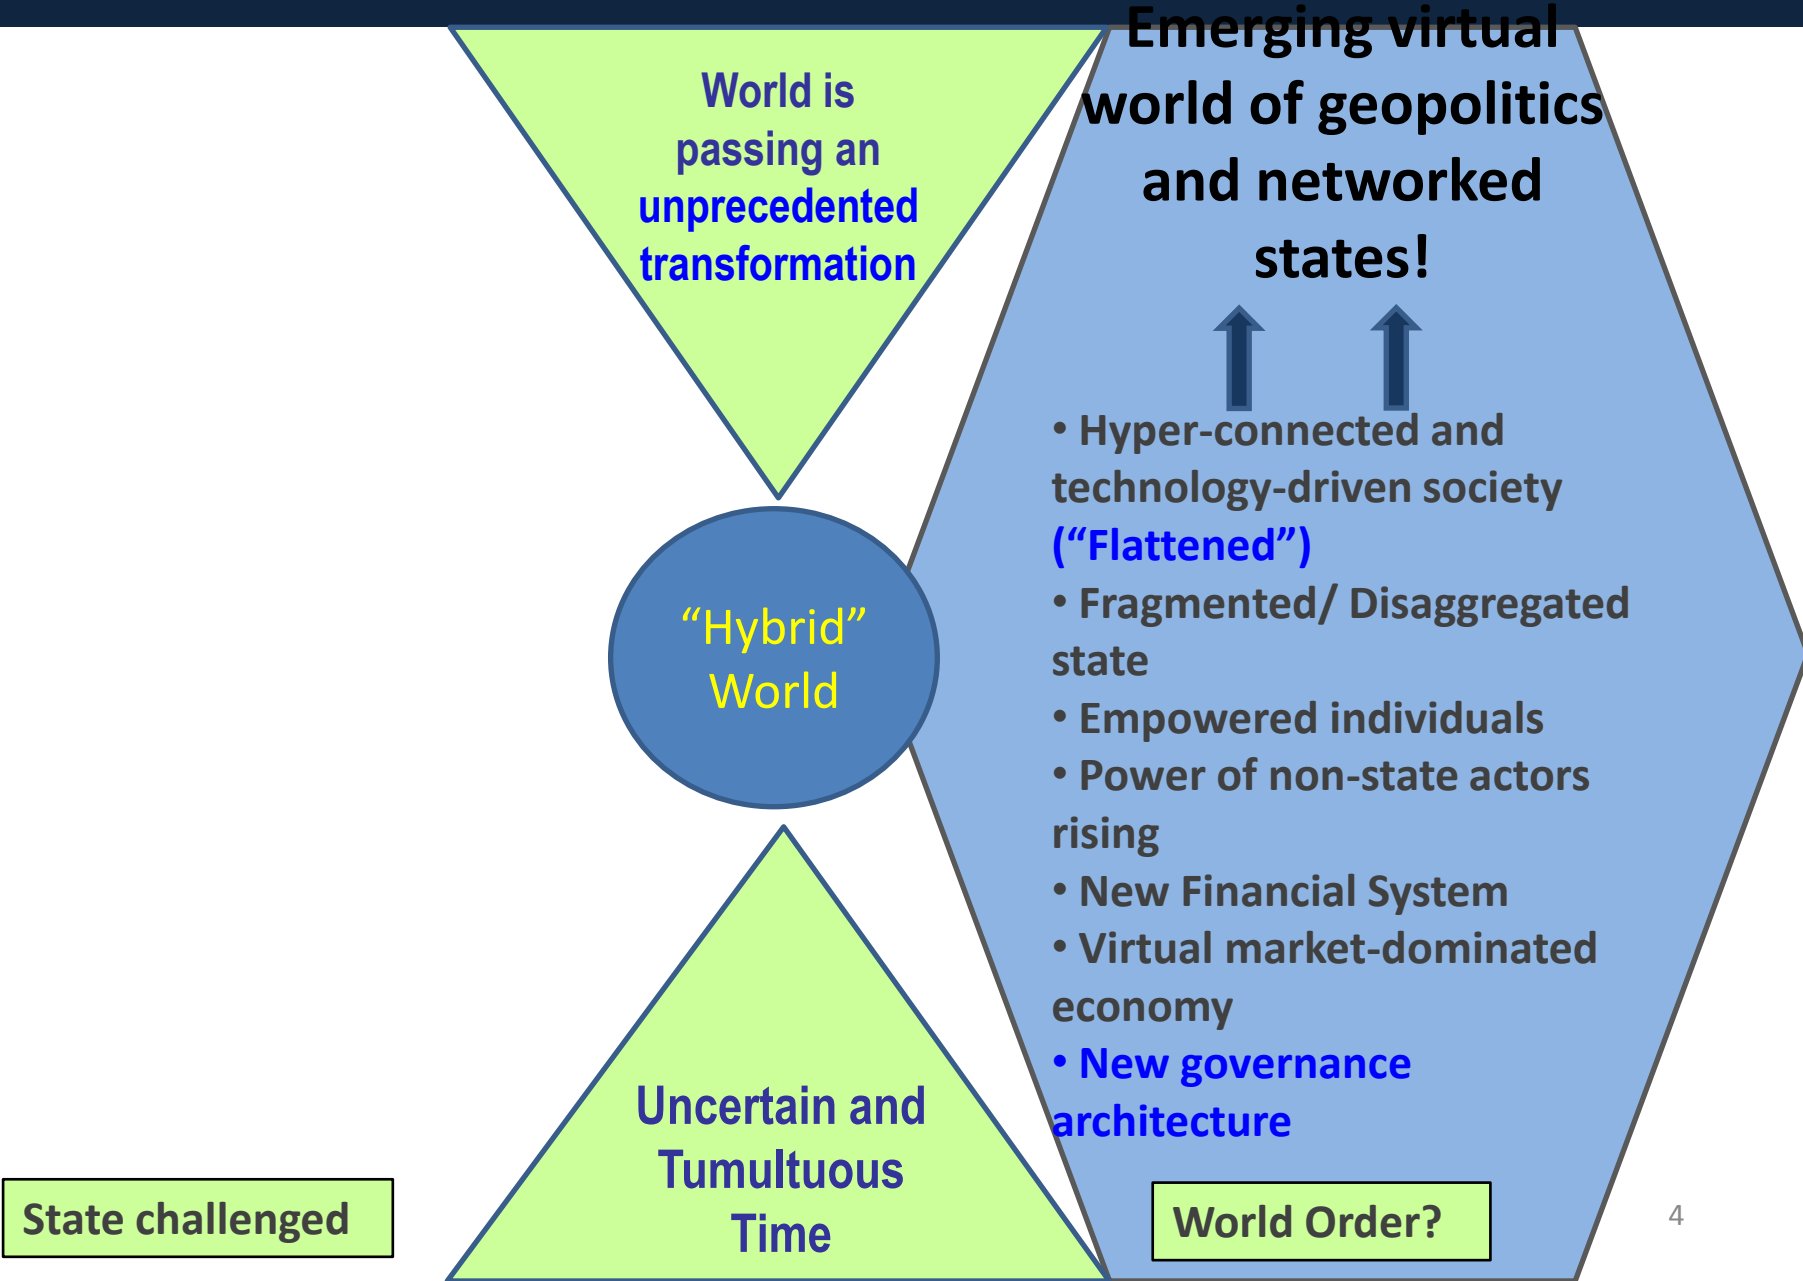 World is
passing an
unprecedented
transformation
“Hybrid”
World
Uncertain and
Tumultuous
Time
State challenged
Emerging virtual
world of geopolitics
and networked
states!
• Hyper-connected and
technology-driven society
(“Flattened”)
• Fragmented/ Disaggregated
state
• Empowered individuals
• Power of non-state actors
rising
• New Financial System
• Virtual market-dominated
economy
• New governance
architecture
World Order?
4